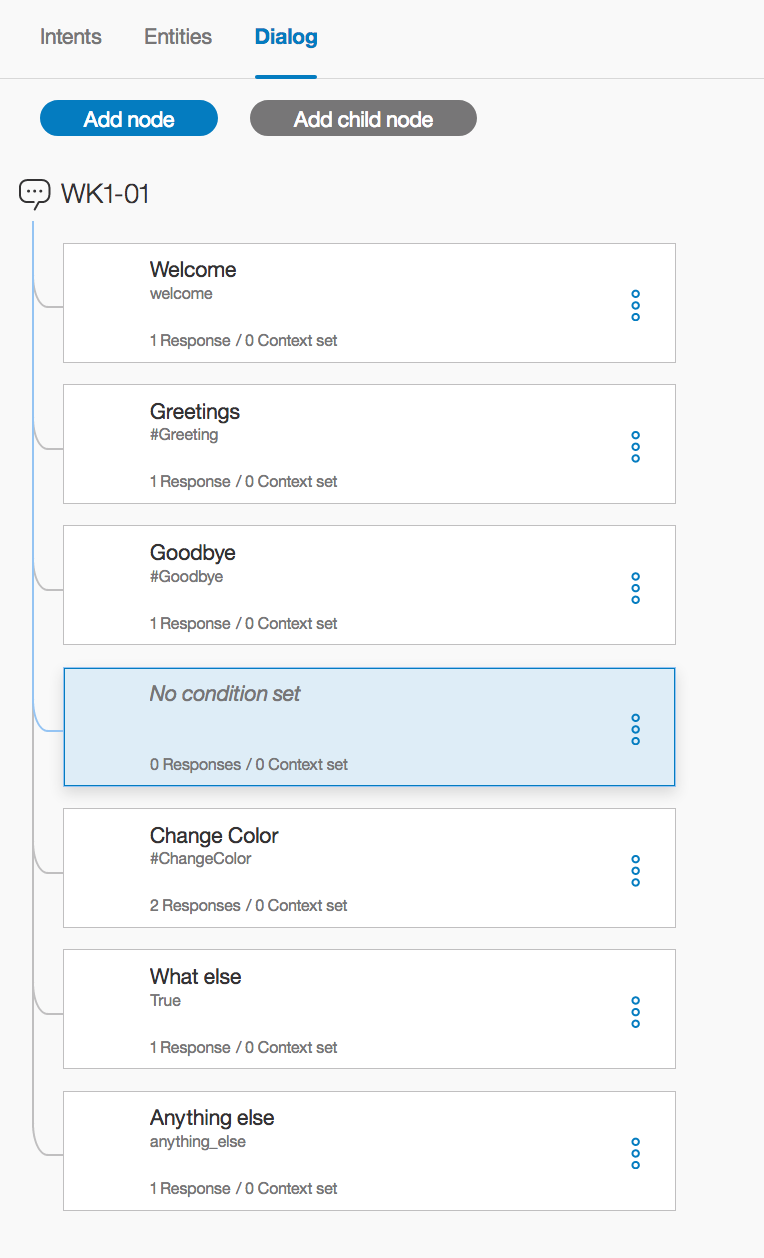 Intents Entities Dialog
Add node Add child node
WK1-01
Welcome
welcome
1 Response / 0 Context set
Greetings
#Greeting
1 Response / 0 Context set
Goodbye
#Goodbye
1 Response / 0 Context set
No condition set
0 Responses / 0 Context set
Change Color
#ChangeColor
2 Responses / 0 Context set
What else
True
1 Response / 0 Context set
Anything else
anything_else
1 Response / 0 Context set